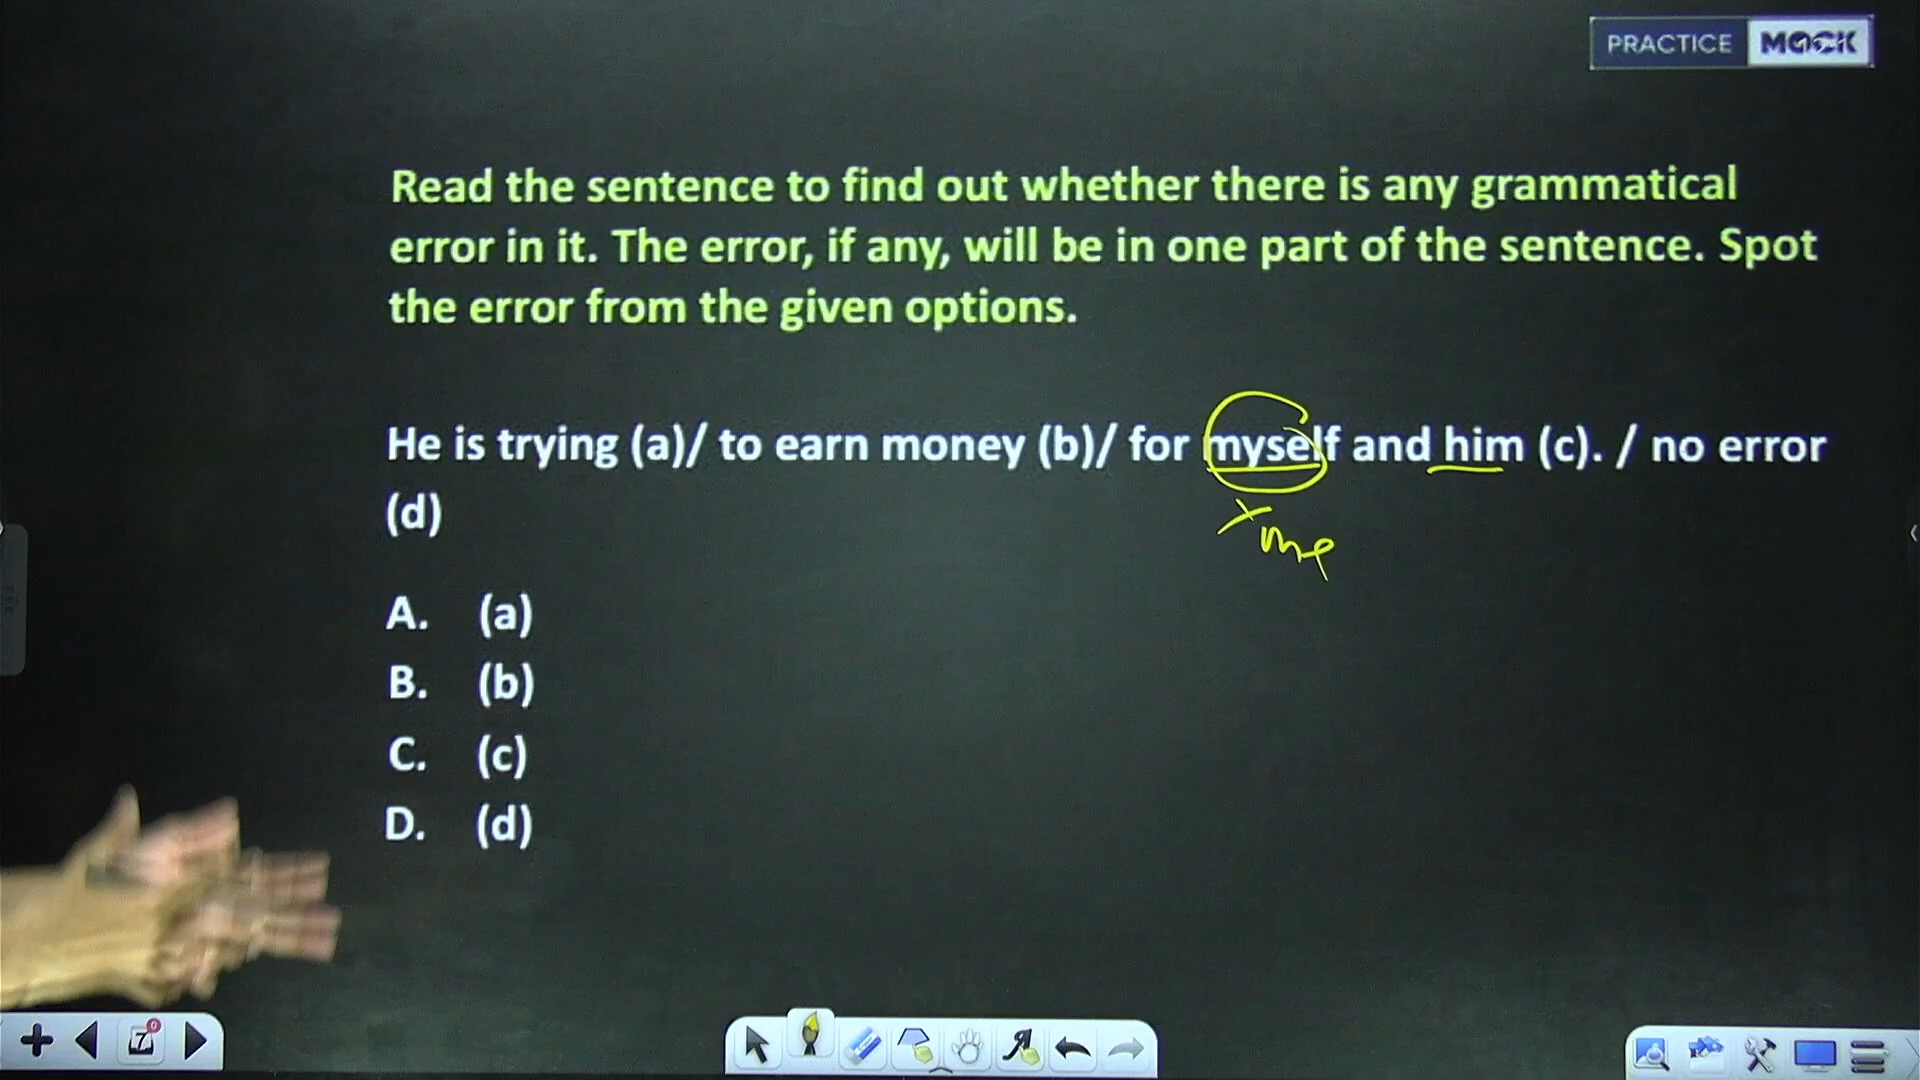 PRACTICE MOCK
Read the sentence to find out whether there is any grammatical
error in it. The error, if any, will be in one part of the sentence. Spot
the error from the given options.
He is trying (a)/ to earn money (b)/ for myself and him (c). / no error
(d)
me
A. (a)
B. (b)
C. (c)
D. (d)
7
0